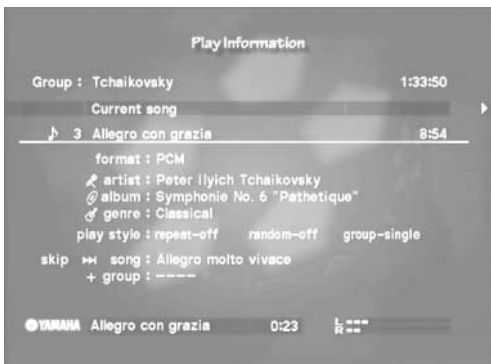 Play Information
Group : Tchaikovsky 1:33:50
Current song
3 Allegro con grazia 8:54
format : PCM
artist : Peter Ilyich Tchaikovsky
album : Symphonie No. 6 "Pathetique"
genre : Classical
play style : repeat-off random-off group-single
skip song : Allegro molto vivace
+ group : ----
YAMAHA Allegro con grazia 0:23 L ---
R --